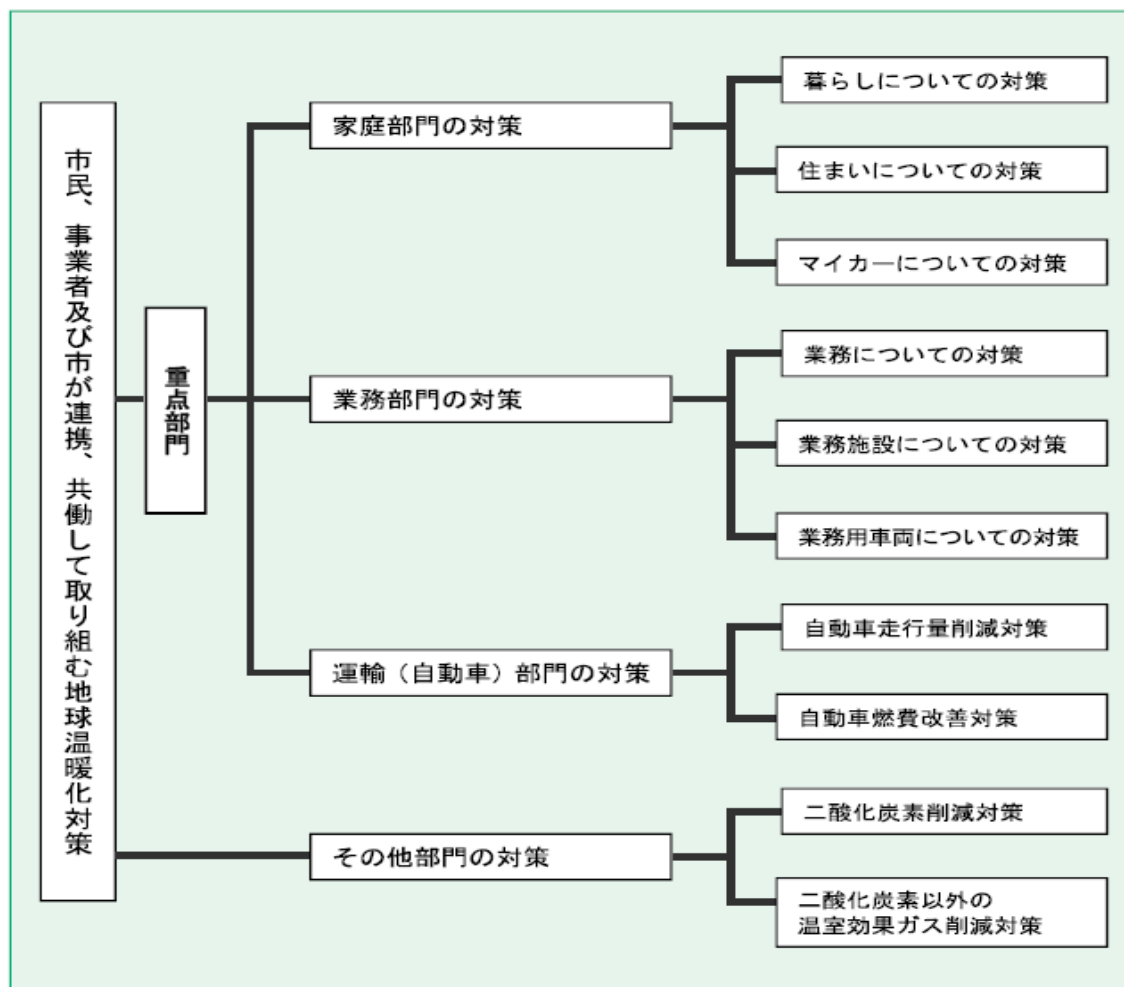 市民、事業者及び市が連携、共働して取り組む地球温暖化対策
重点部門
家庭部門の対策
暮らしについての対策
住まいについての対策
マイカーについての対策
業務部門の対策
業務についての対策
業務施設についての対策
業務用車両についての対策
運輸（自動車）部門の対策
自動車走行量削減対策
自動車燃費改善対策
その他部門の対策
二酸化炭素削減対策
二酸化炭素以外の
温室効果ガス削減対策